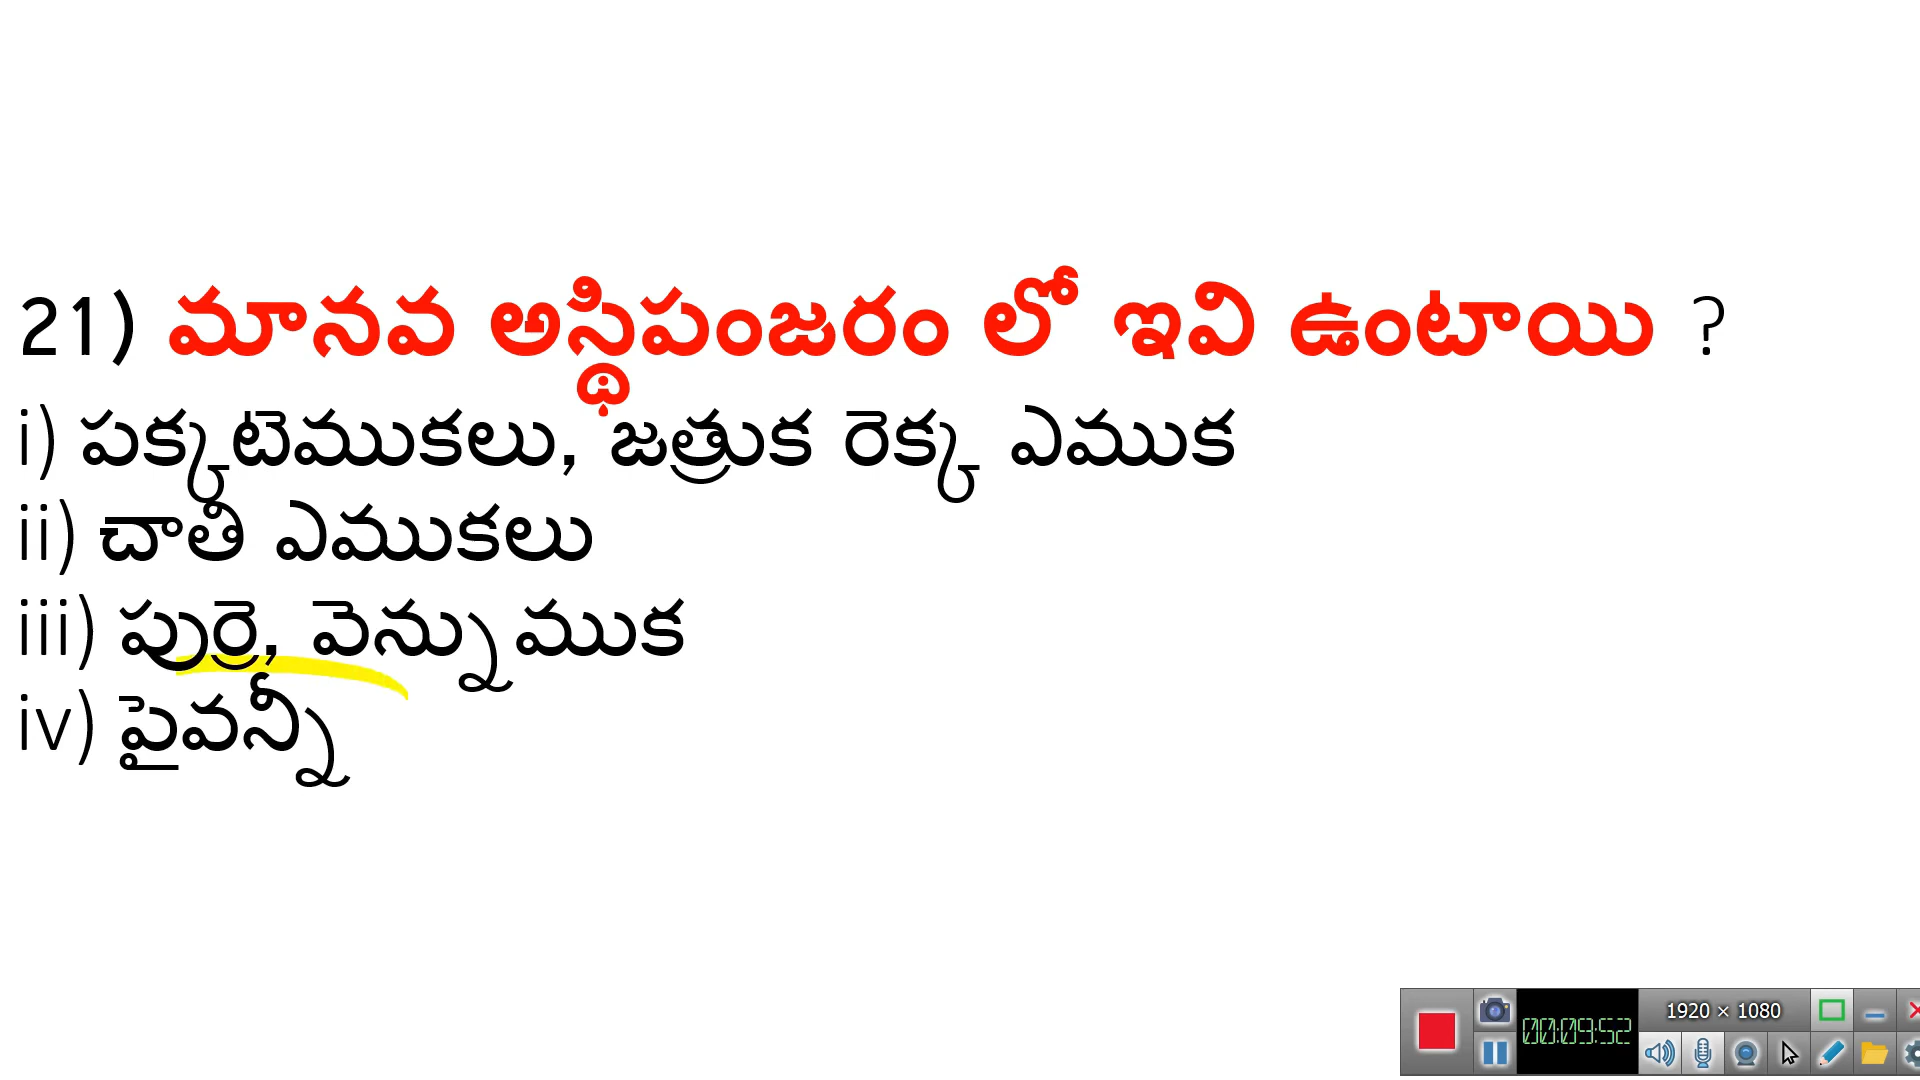 21) మానవ అస్థిపంజరం లో ఇవి ఉంటాయి ?
i) పక్కటెముకలు, జత్రుక రెక్క ఎముక
ii) చాతి ఎముకలు
iii) పుర్రె, వెన్నుముక
iv) పైవన్నీ
1920 × 1080
00:09:52